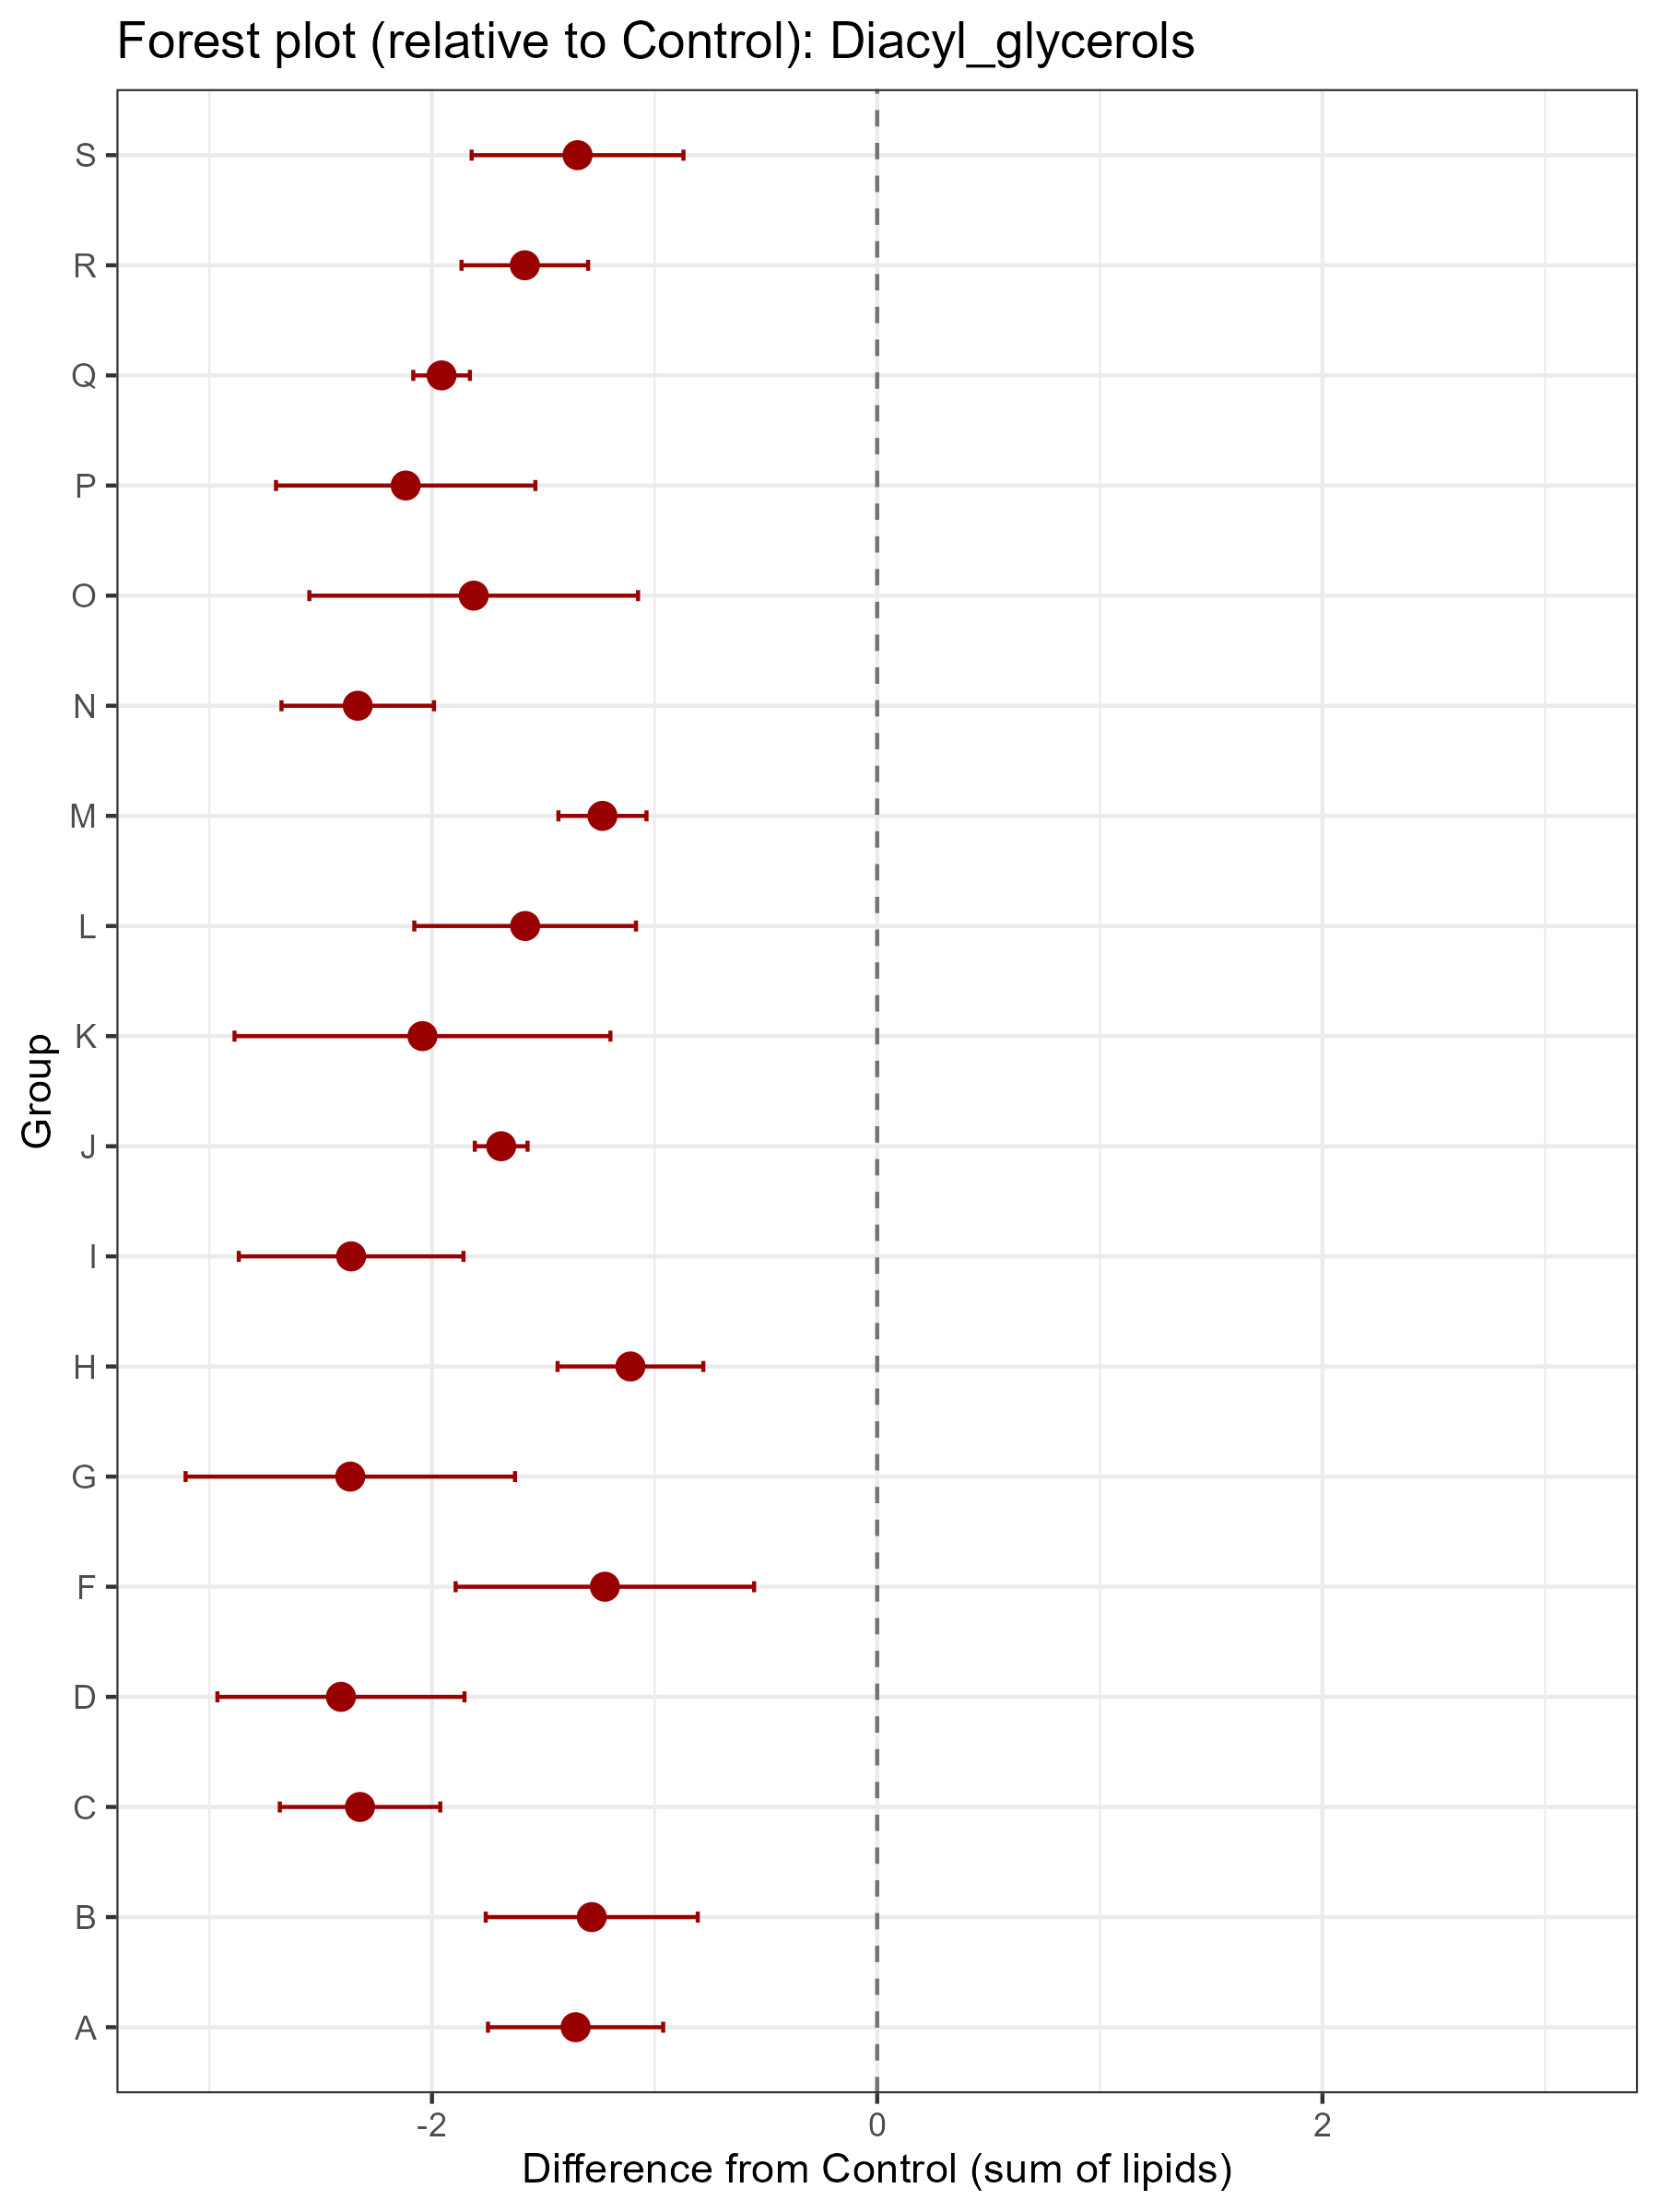 Forest plot (relative to Control): Diacyl_glycerols
S
R
Q
P
O
N
M
L
K
J
I
H
G
F
D
C
B
A
Group
-2 0 2
Difference from Control (sum of lipids)